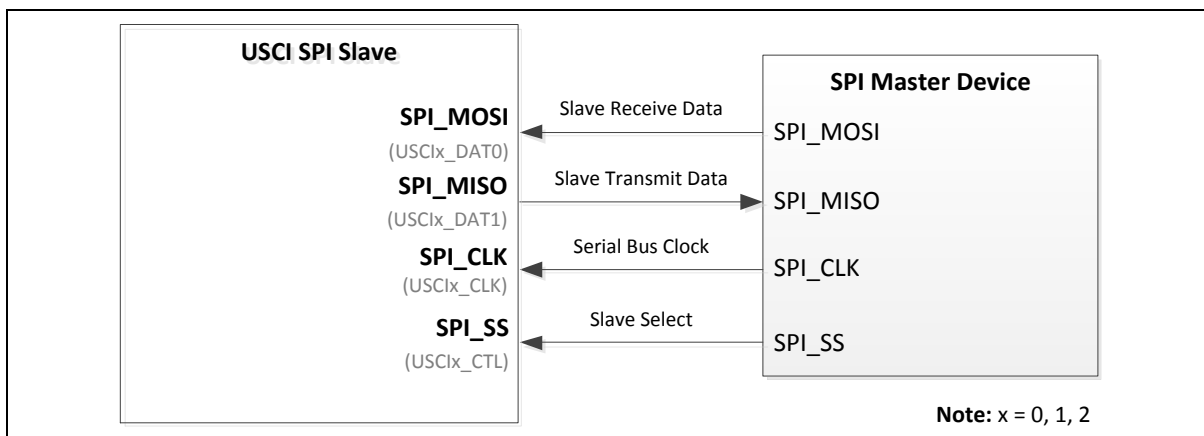 USCI SPI Slave
SPI_MOSI
(USCIx_DAT0)
SPI_MISO
(USCIx_DAT1)
SPI_CLK
(USCIx_CLK)
SPI_SS
(USCIx_CTL)
Slave Receive Data
Slave Transmit Data
Serial Bus Clock
Slave Select
SPI Master Device
SPI_MOSI
SPI_MISO
SPI_CLK
SPI_SS
Note: x = 0, 1, 2